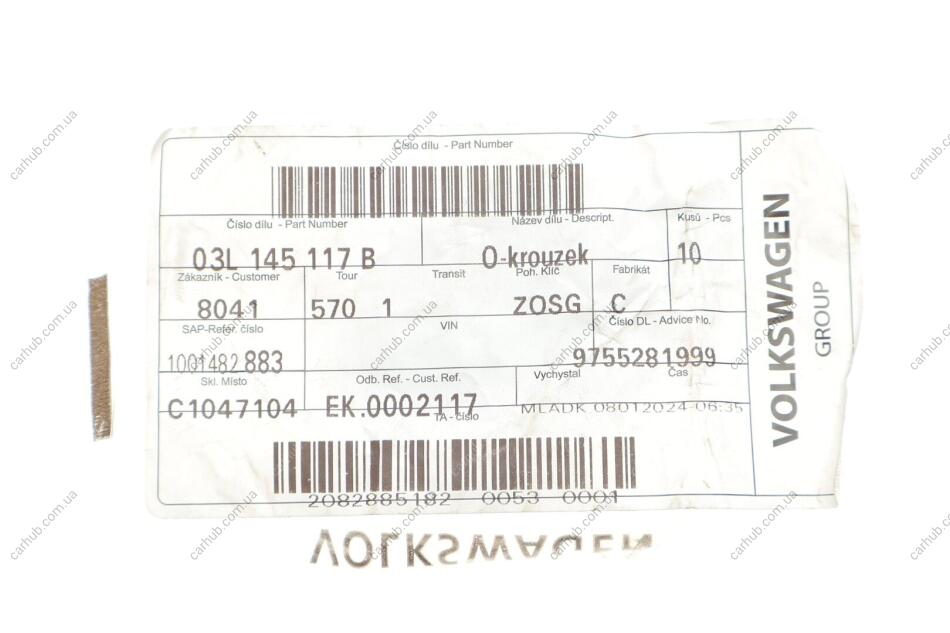 Číslo dílu - Part Number
Číslo dílu - Part Number
Název dílu - Descript.
Kusů - Pcs
03L 145 117 B
O-krouzek
10
Zákazník - Customer
Tour
Transit
Poh. Klíč
Fabrikát
8041
570 1
ZOSG
C
SAP-Refer. číslo
VIN
Číslo DL - Advice No.
1001482883
9755281999
Skl. Místo
Odb. Ref. - Cust. Ref.
Vychystal
Čas
C1047104
EK.0002117
MLADK 08012024-06:35
TA - číslo
2082885182 0053 0001
VOLKSWAGEN
GROUP
VOLKSWAGEN
carhub.com.ua